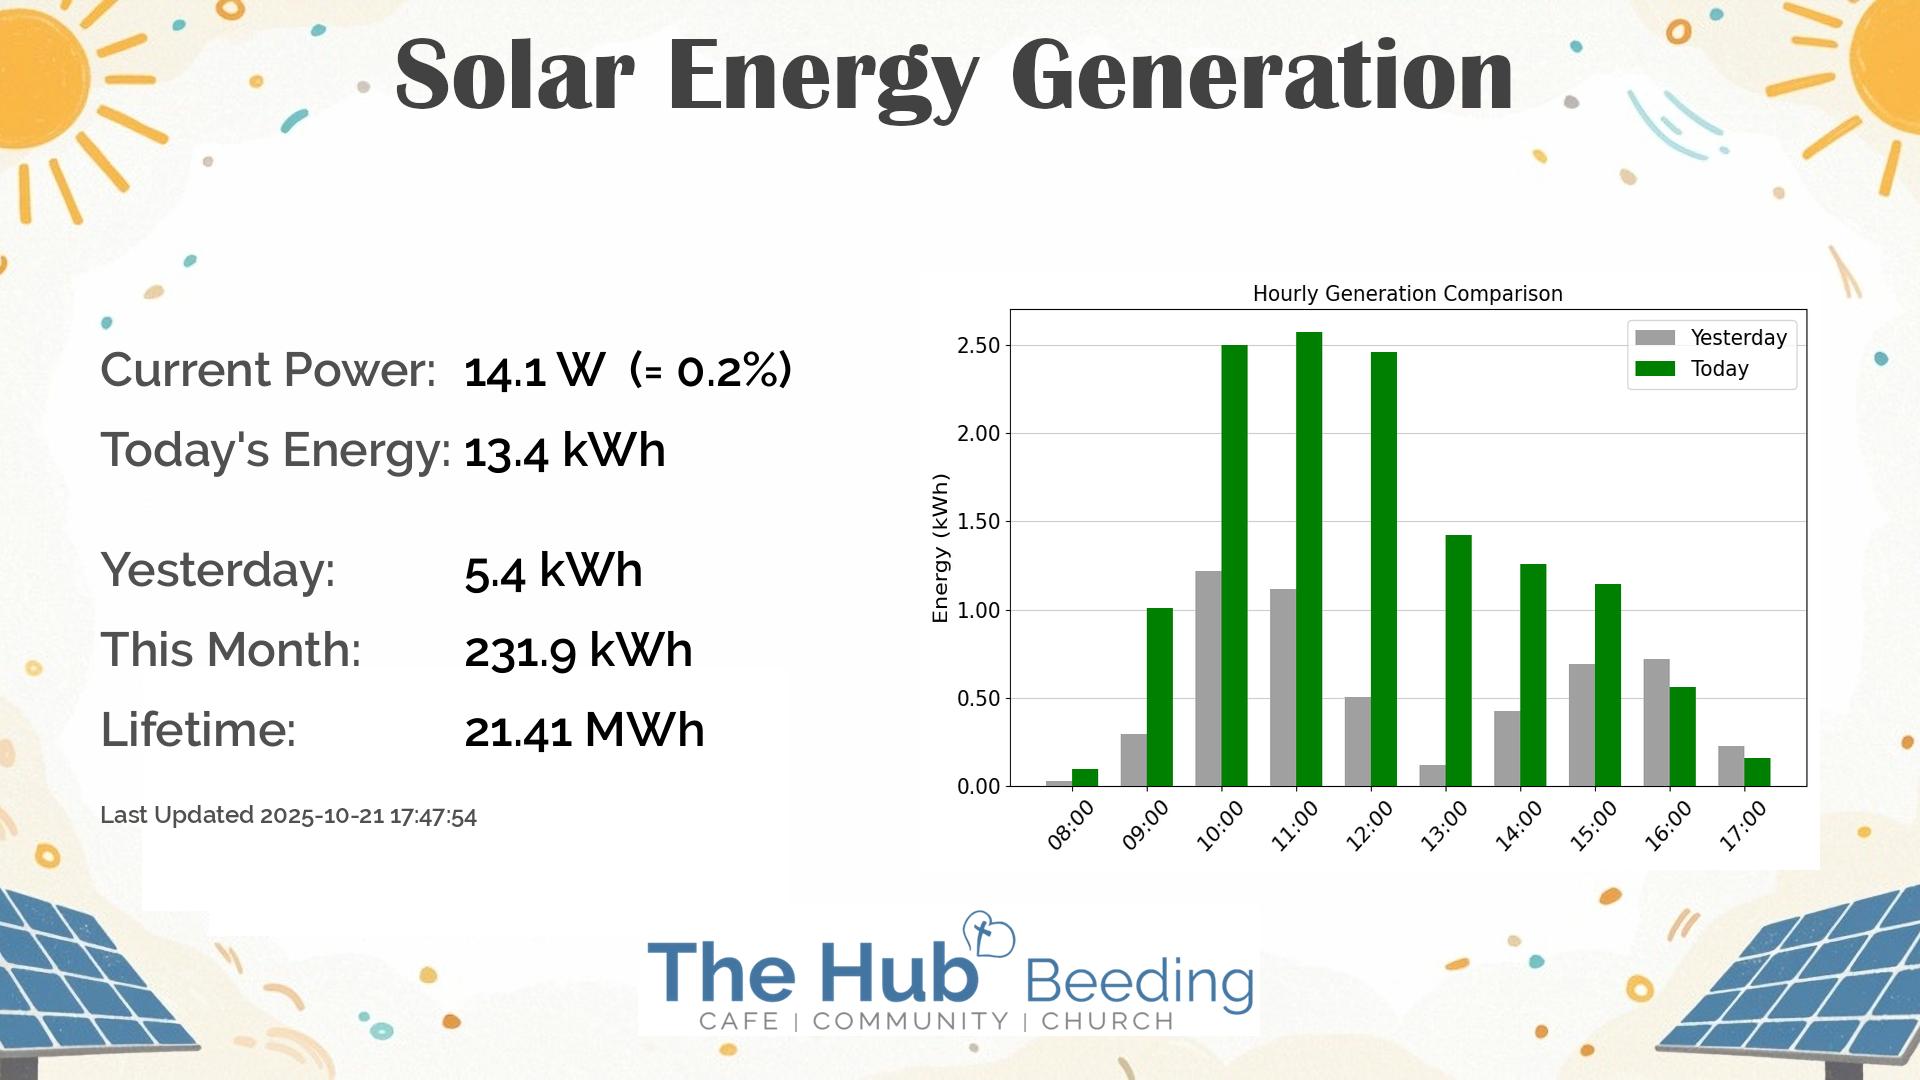 Solar Energy Generation
Current Power: 14.1 W (= 0.2%)
Today's Energy: 13.4 kWh
Yesterday: 5.4 kWh
This Month: 231.9 kWh
Lifetime: 21.41 MWh
Last Updated 2025-10-21 17:47:54
Hourly Generation Comparison
Yesterday
Today
Energy (kWh)
2.50
2.00
1.50
1.00
0.50
0.00
08:00 09:00 10:00 11:00 12:00 13:00 14:00 15:00 16:00 17:00
The Hub Beeding
CAFE | COMMUNITY | CHURCH